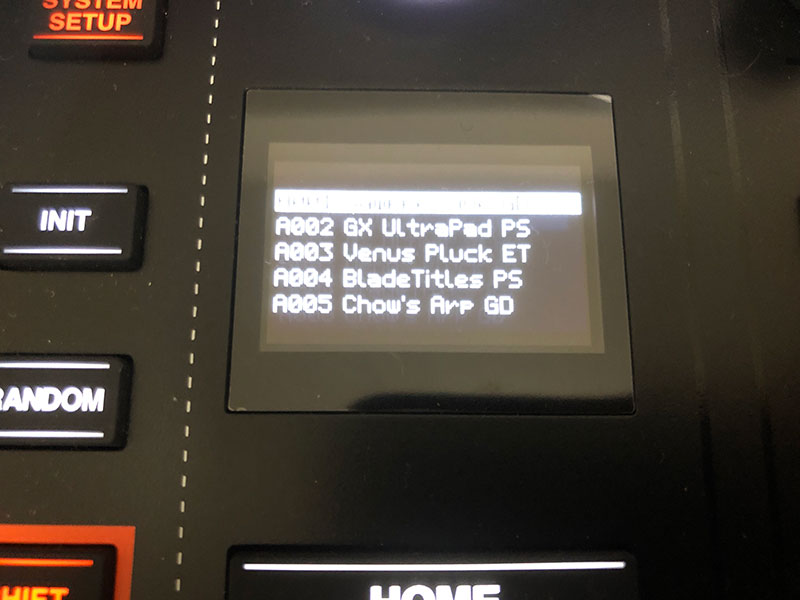 SYSTEM
SETUP
INIT
A002 GX UltraPad PS
A003 Venus Pluck ET
A004 BladeTitles PS
A005 Chow's Arp GD
RANDOM
SHIFT
HOME